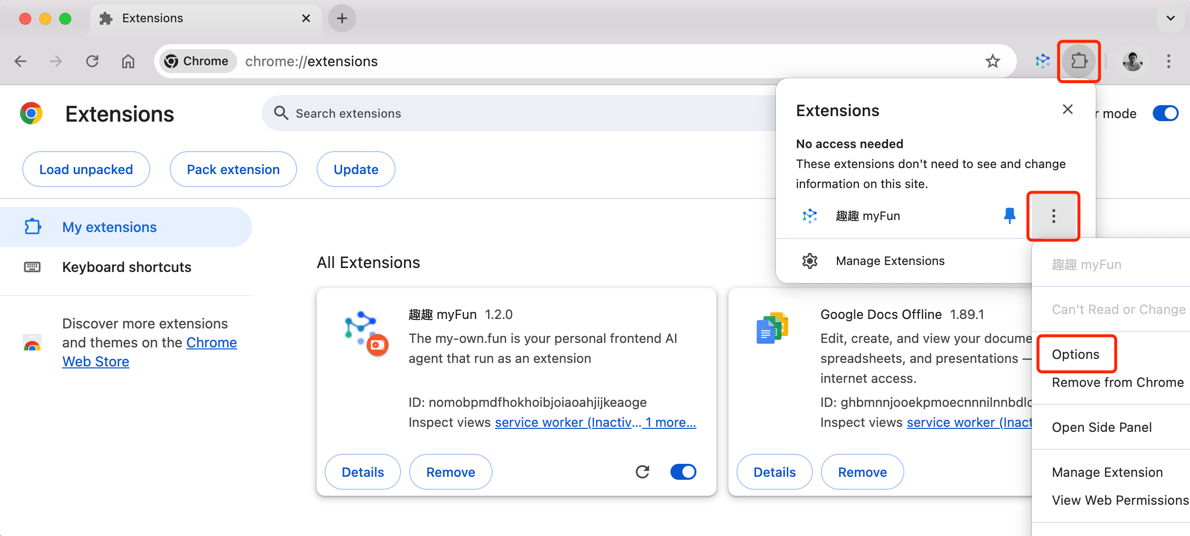 Extensions
Chrome
chrome://extensions
Extensions
Search extensions
r mode
Load unpacked
Pack extension
Update
My extensions
Keyboard shortcuts
Discover more extensions
and themes on the Chrome
Web Store
All Extensions
趣趣 myFun 1.2.0
The my-own.fun is your personal frontend AI
agent that run as an extension
ID: nomobpmdfhokhoibjoiaoahjijkeaoge
Inspect views service worker (Inactiv... 1 more...
Details
Remove
Google Docs Offline 1.89.1
Edit, create, and view your docume
spreadsheets, and presentations —
internet access.
ID: ghbmnnjooekpmoecnnnilnnbdlc
Inspect views service worker (Inact
Details
Remove
Extensions
No access needed
These extensions don't need to see and change
information on this site.
趣趣 myFun
Manage Extensions
趣趣 myFun
Can't Read or Change
Options
Remove from Chrome
Open Side Panel
Manage Extension
View Web Permissions